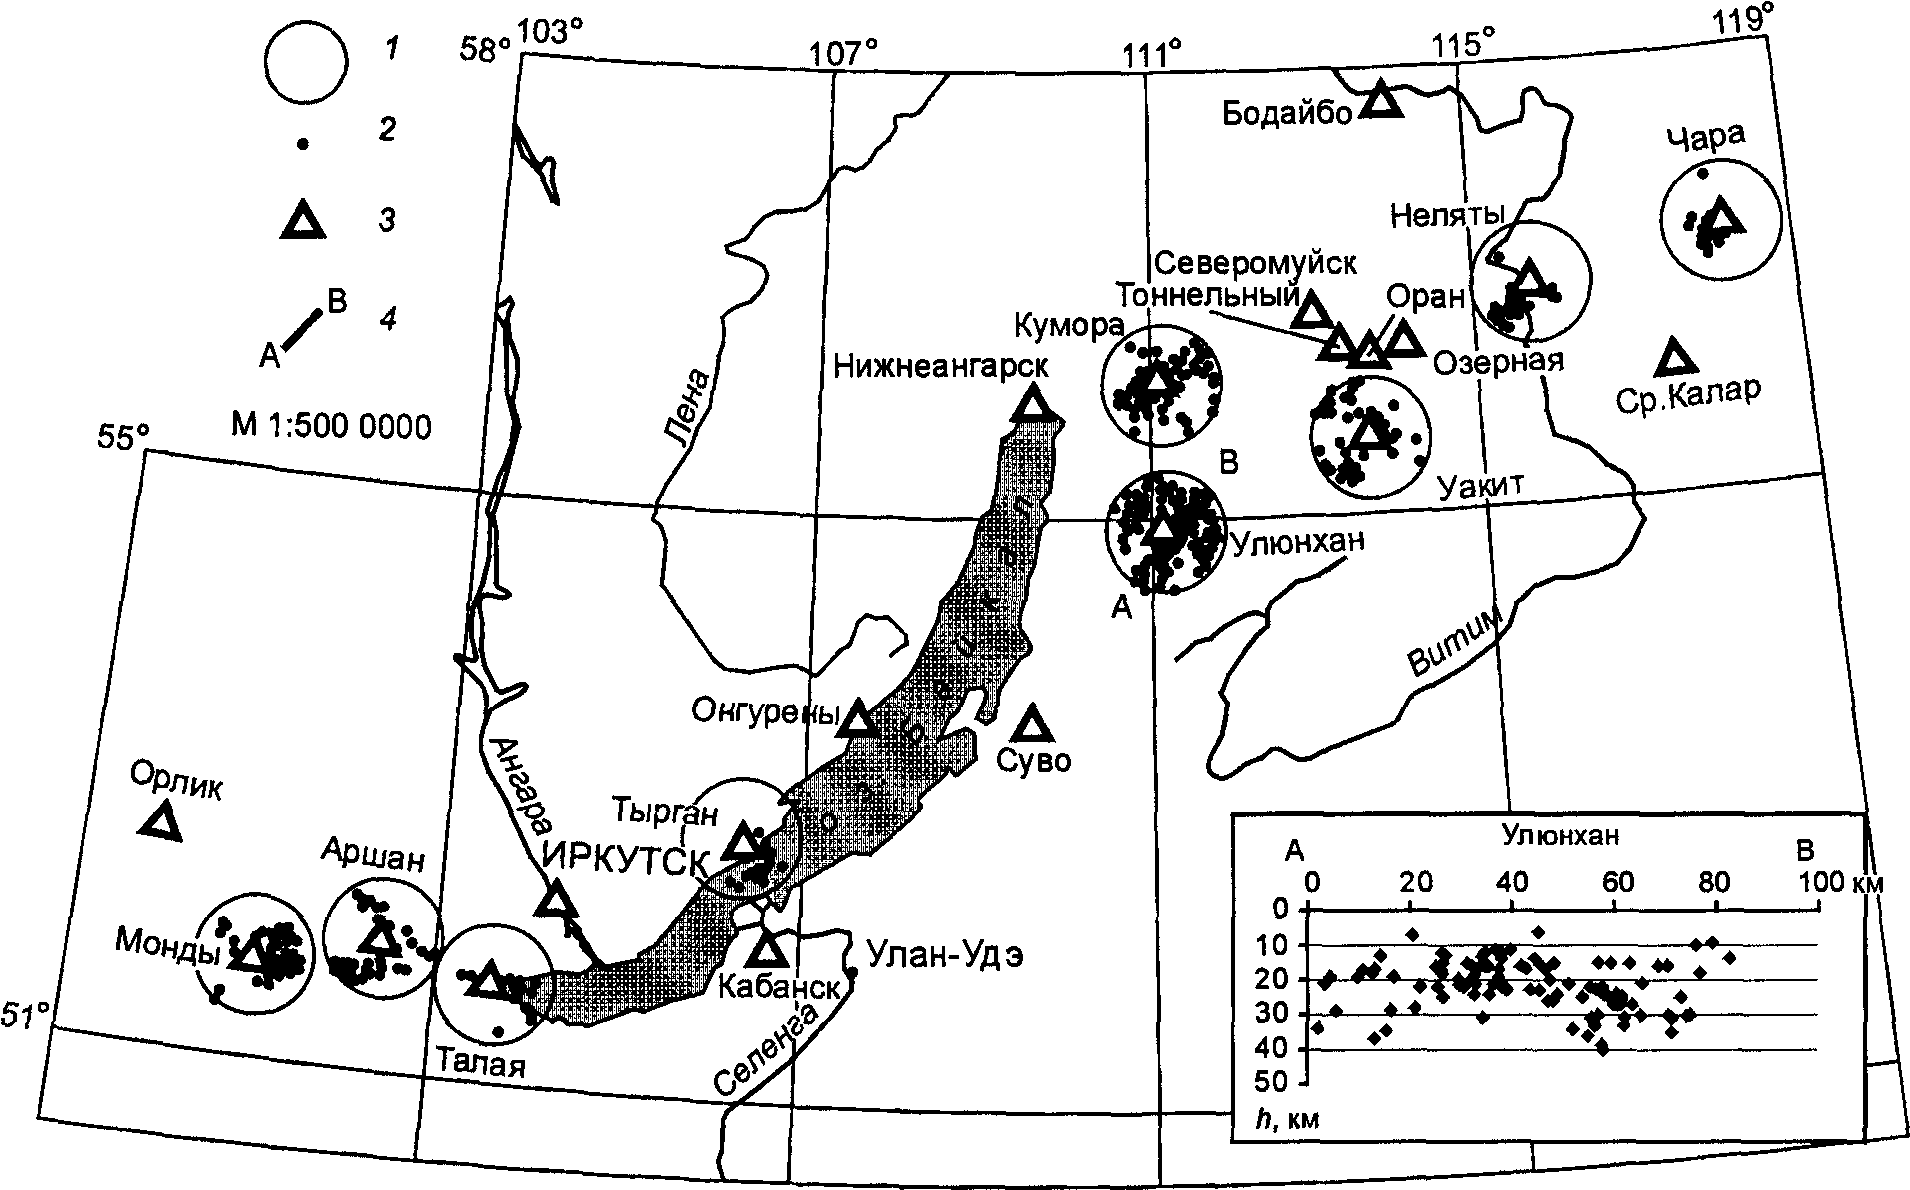 103°
107°
111°
115°
119°
58°
1
2
3
B
A
4
М 1:500 0000
55°
51°
Бодайбо
Чара
Неляты
Северомуйск
Тоннельный
Оран
Кумора
Озерная
Нижнеангарск
Ср.Калар
Лена
В
Уакит
Улюнхан
А
Витим
оз. Байкал
Онгурены
Суво
Ангара
Орлик
Тырган
ИРКУТСК
Аршан
Монды
Улан-Удэ
Кабанск
Талая
Селенга
Улюнхан
А
В
0 20 40 60 80 100 км
0
10
20
30
40
50
h, км